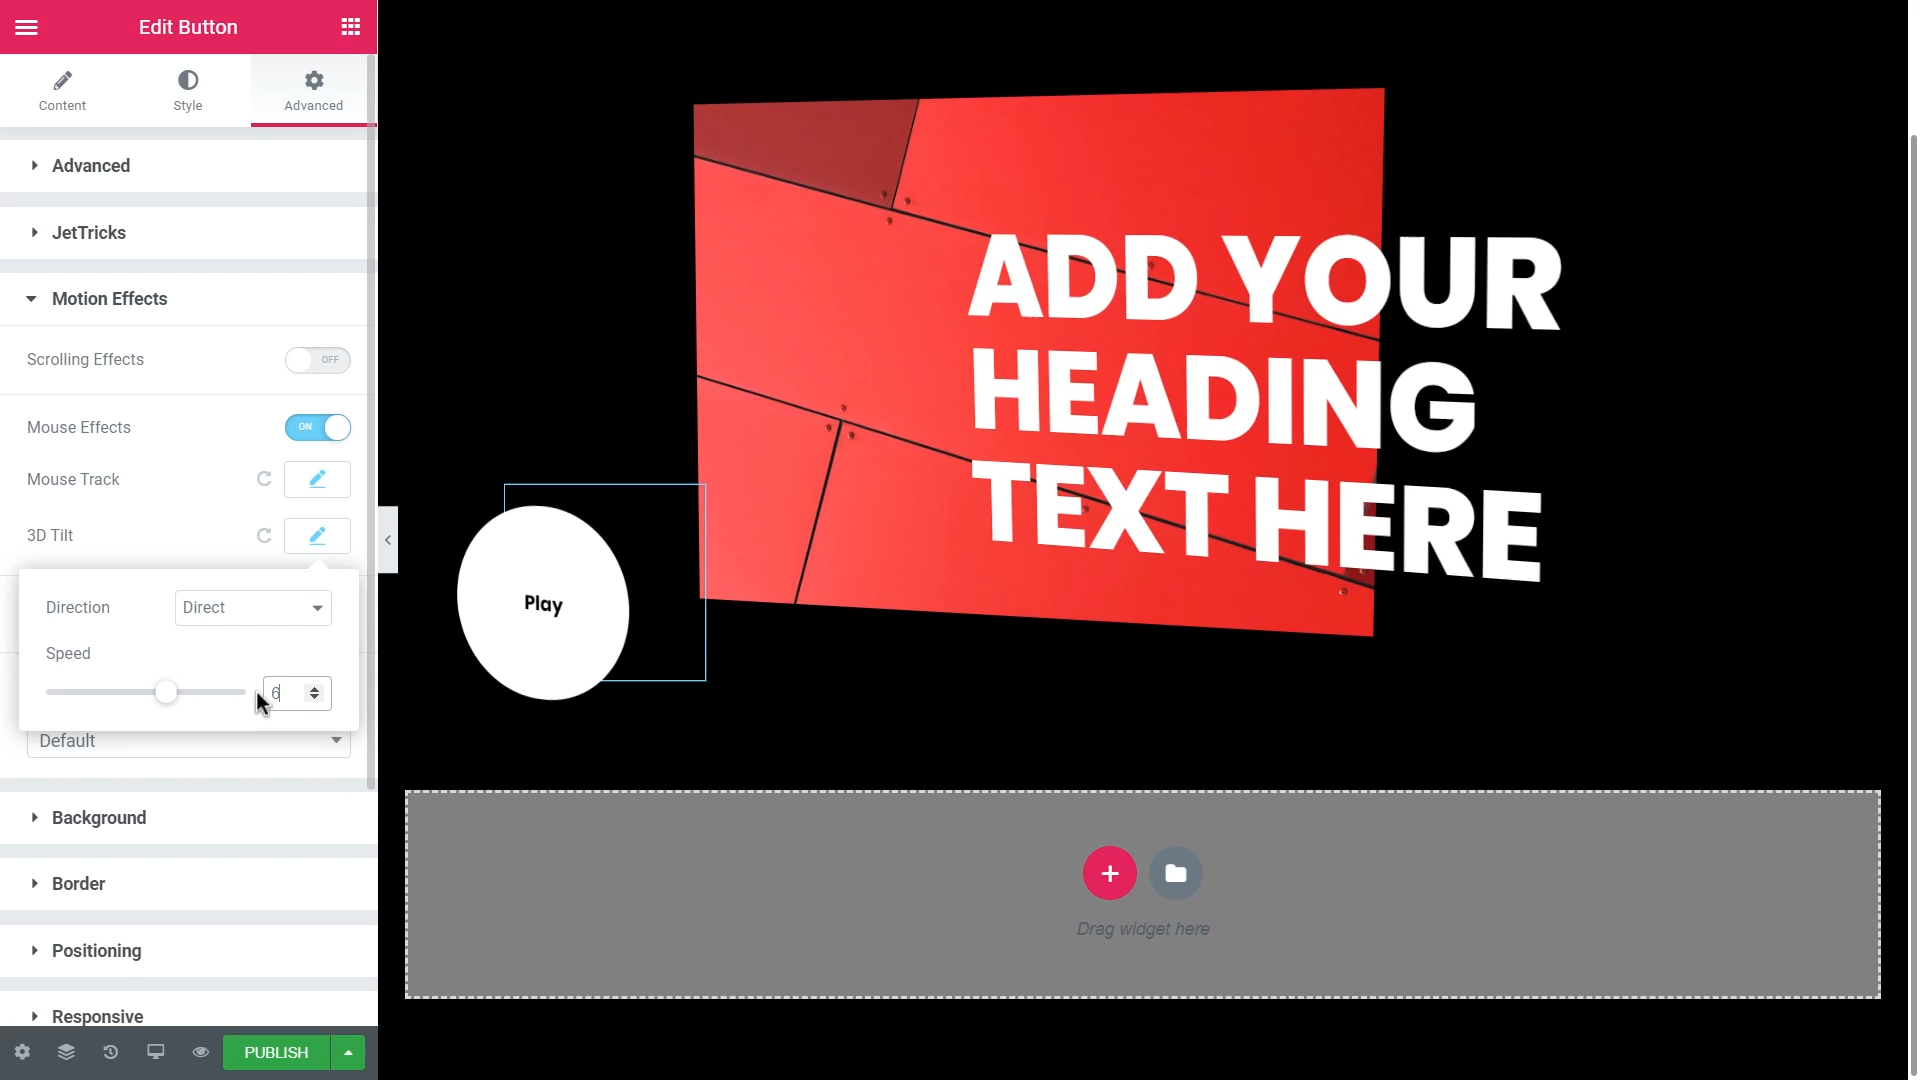 Edit Button
Content
Style
Advanced
Advanced
JetTricks
Motion Effects
Scrolling Effects
OFF
Mouse Effects
ON
Mouse Track
3D Tilt
Direction
Direct
Speed
6
Default
Background
Border
Positioning
Responsive
PUBLISH
ADD YOUR
HEADING
TEXT HERE
Play
Drag widget here